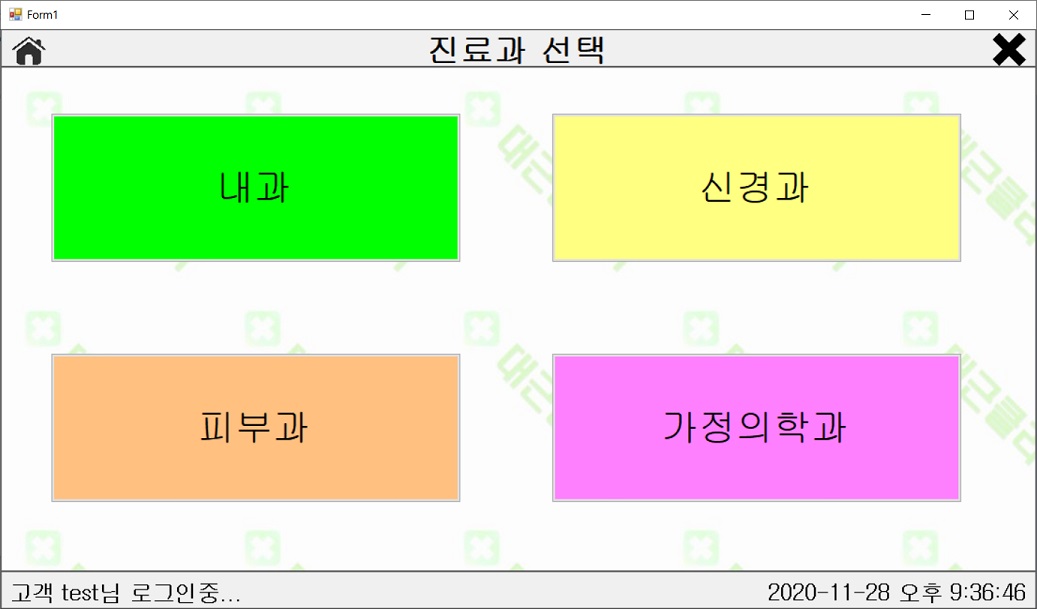 Form1
진료과 선택
내과
신경과
피부과
가정의학과
고객 test님 로그인중...
2020-11-28 오후 9:36:46